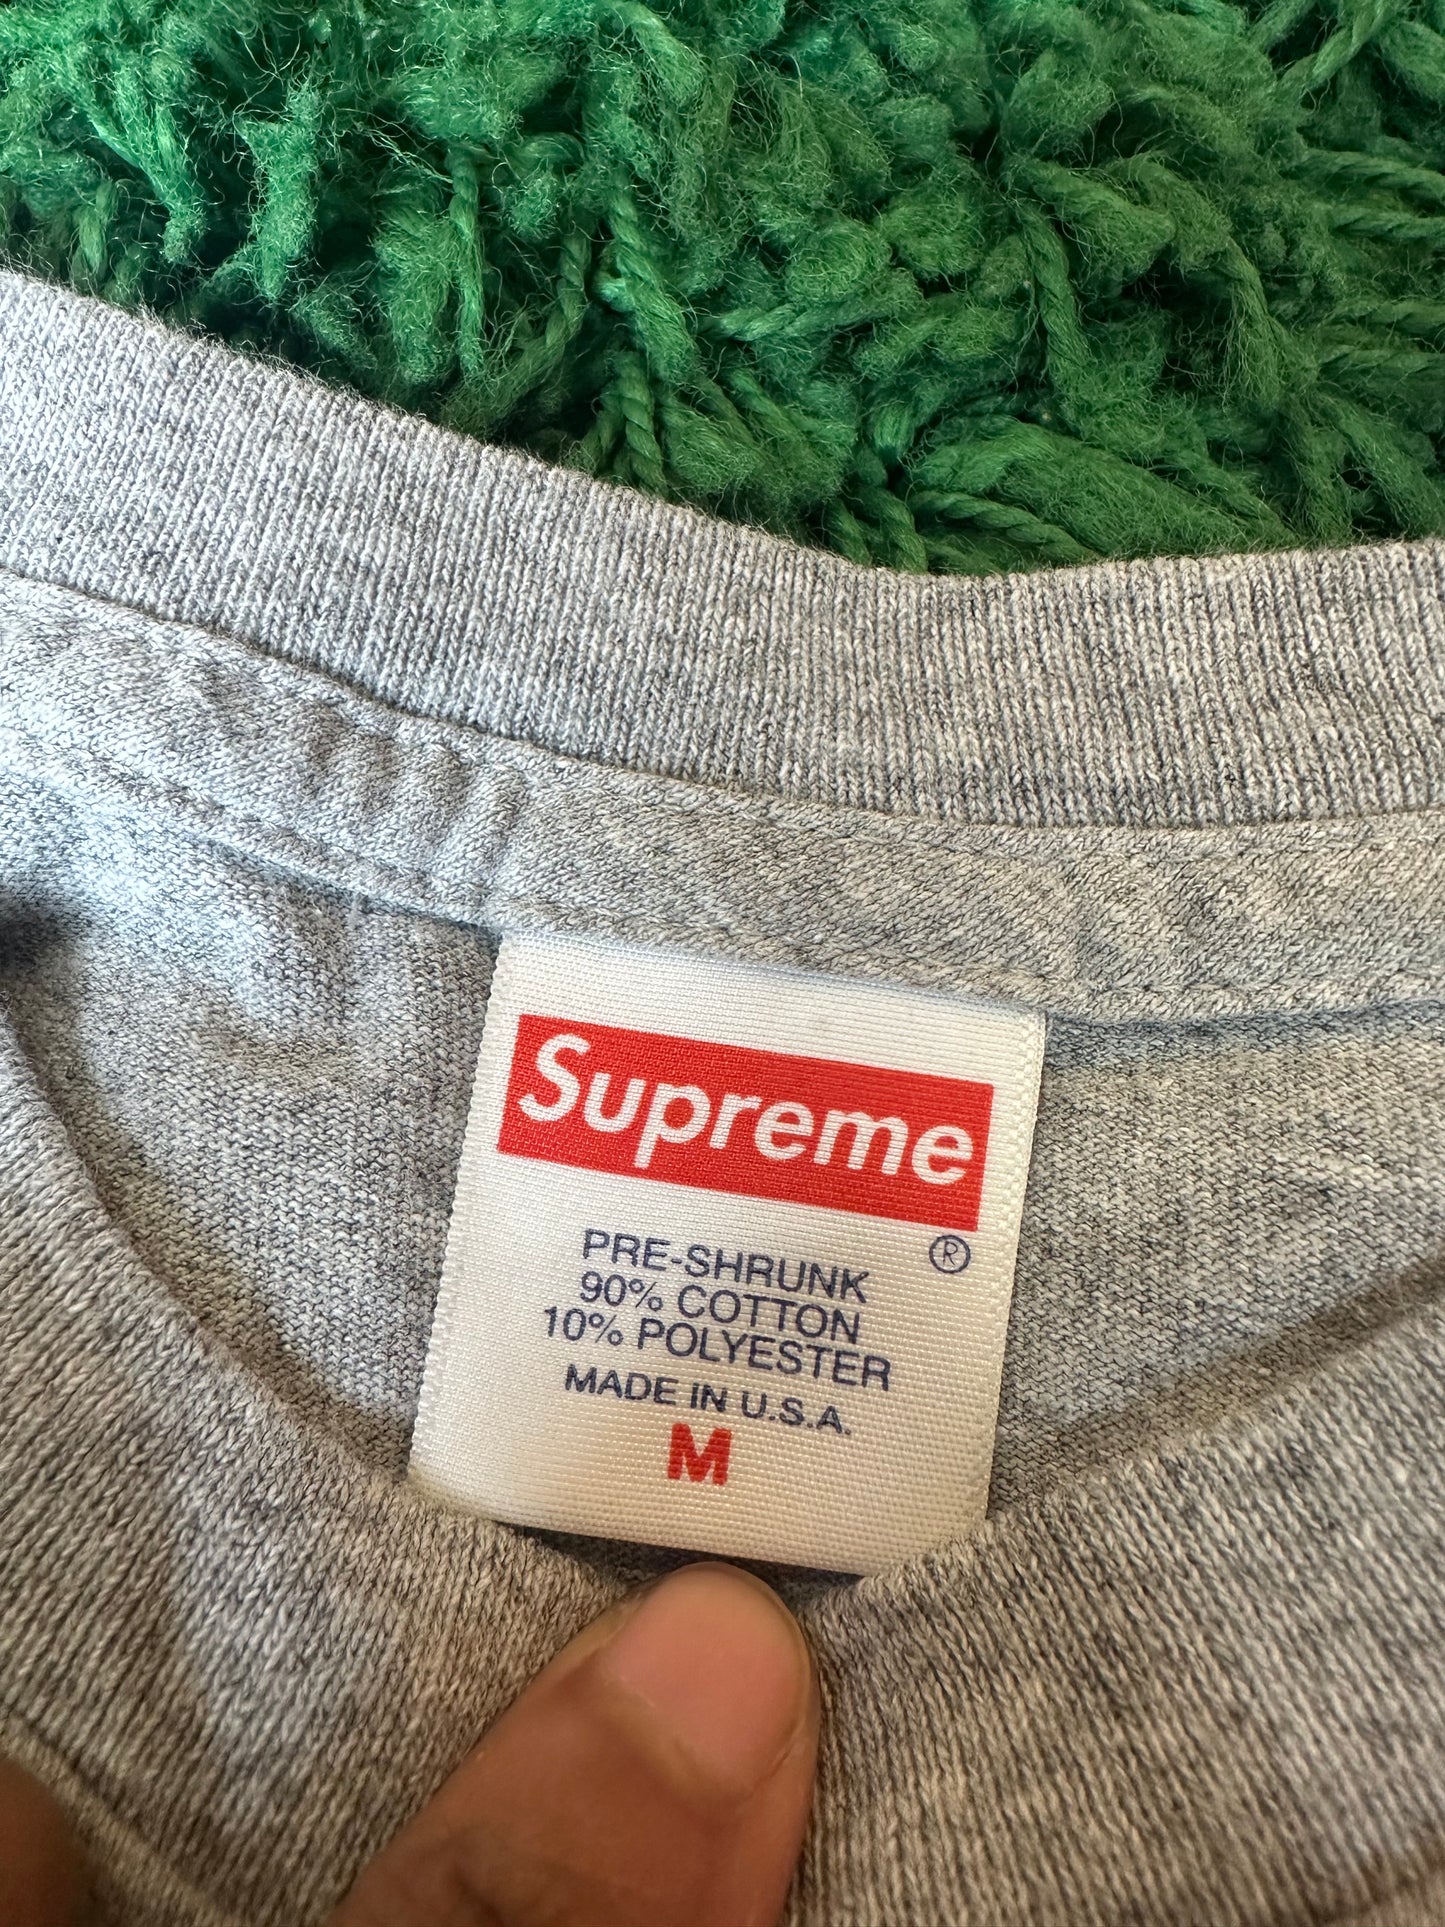 Supreme
®
PRE-SHRUNK
90% COTTON
10% POLYESTER
MADE IN U.S.A.
M